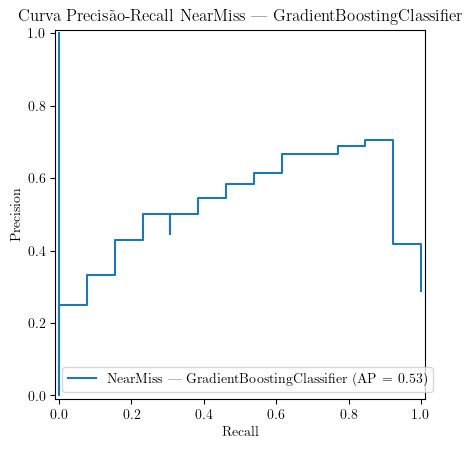 Curva Precisão-Recall NearMiss — GradientBoostingClassifier
1.0
0.8
0.6
0.4
0.2
0.0
Precision
NearMiss — GradientBoostingClassifier (AP = 0.53)
0.0 0.2 0.4 0.6 0.8 1.0
Recall